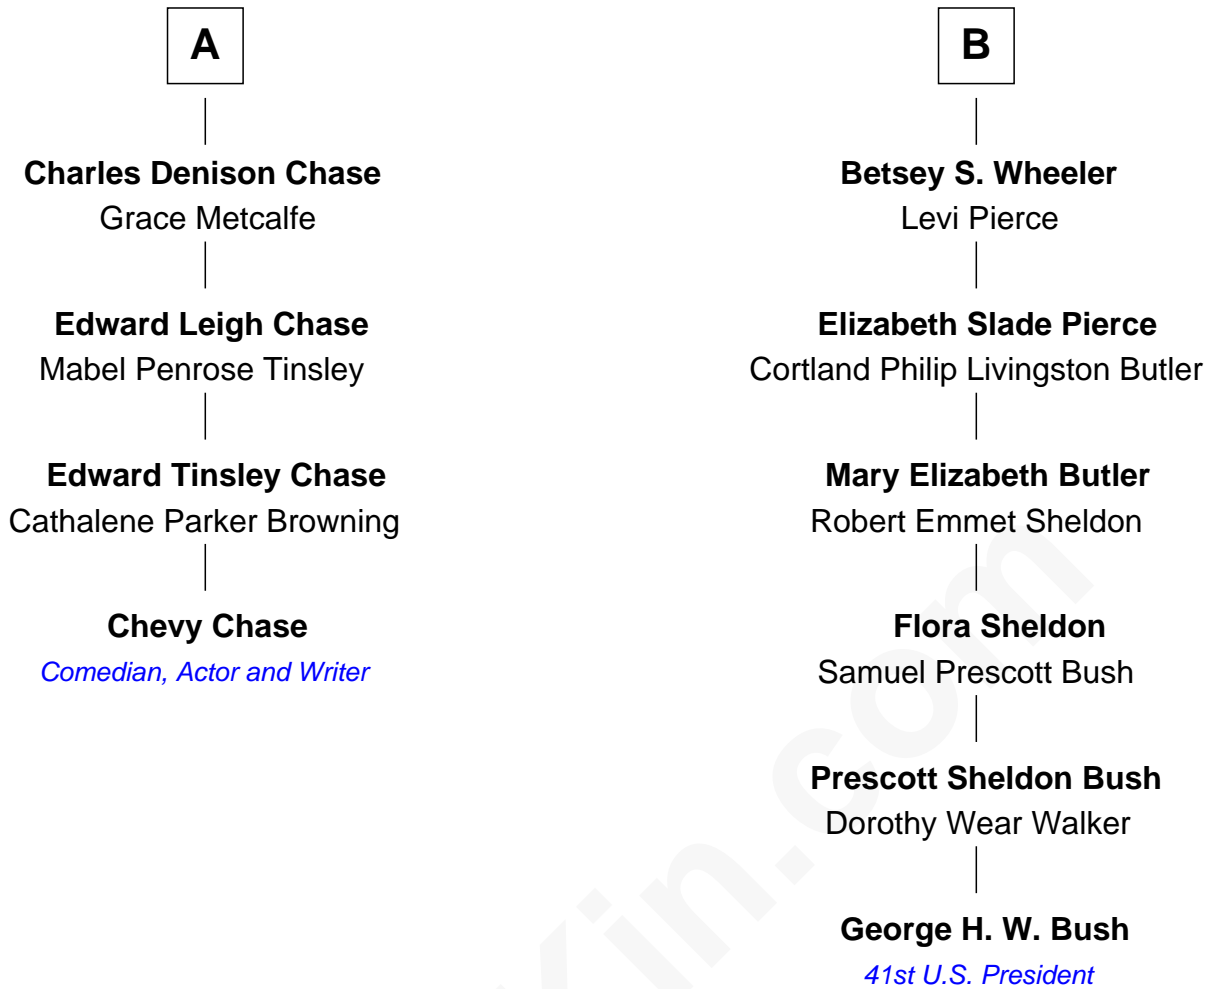 A
Charles Denison Chase
Grace Metcalfe
Edward Leigh Chase
Mabel Penrose Tinsley
Edward Tinsley Chase
Cathalene Parker Browning
Chevy Chase
Comedian, Actor and Writer
B
Betsey S. Wheeler
Levi Pierce
Elizabeth Slade Pierce
Cortland Philip Livingston Butler
Mary Elizabeth Butler
Robert Emmet Sheldon
Flora Sheldon
Samuel Prescott Bush
Prescott Sheldon Bush
Dorothy Wear Walker
George H. W. Bush
41st U.S. President
Kin.com